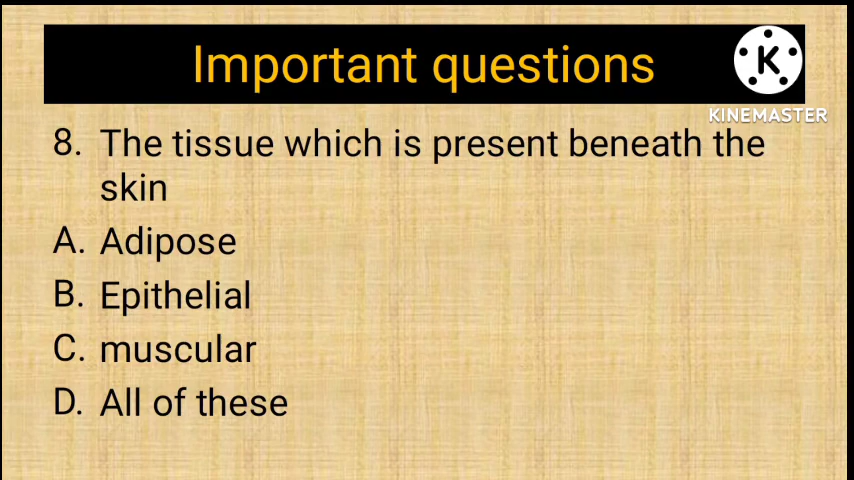 Important questions
K
KINEMASTER
8. The tissue which is present beneath the
skin
A. Adipose
B. Epithelial
C. muscular
D. All of these